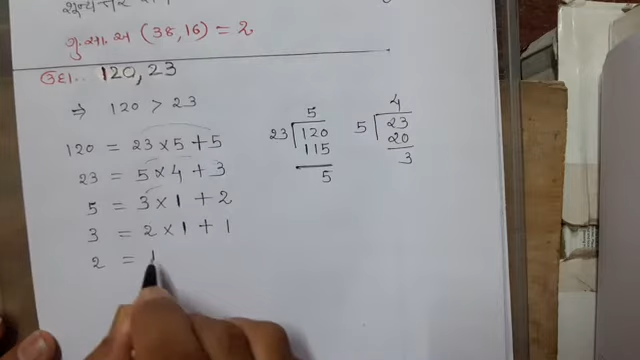 शून्य
गु.सा.अ (38,16) = 2
ઉદા.. 120, 23
⇒ 120 > 23
120 = 23 × 5 + 5
23 = 5 × 4 + 3
5 = 3 × 1 + 2
3 = 2 × 1 + 1
2 = 1
5
23 120
115
5
4
5 23
20
3